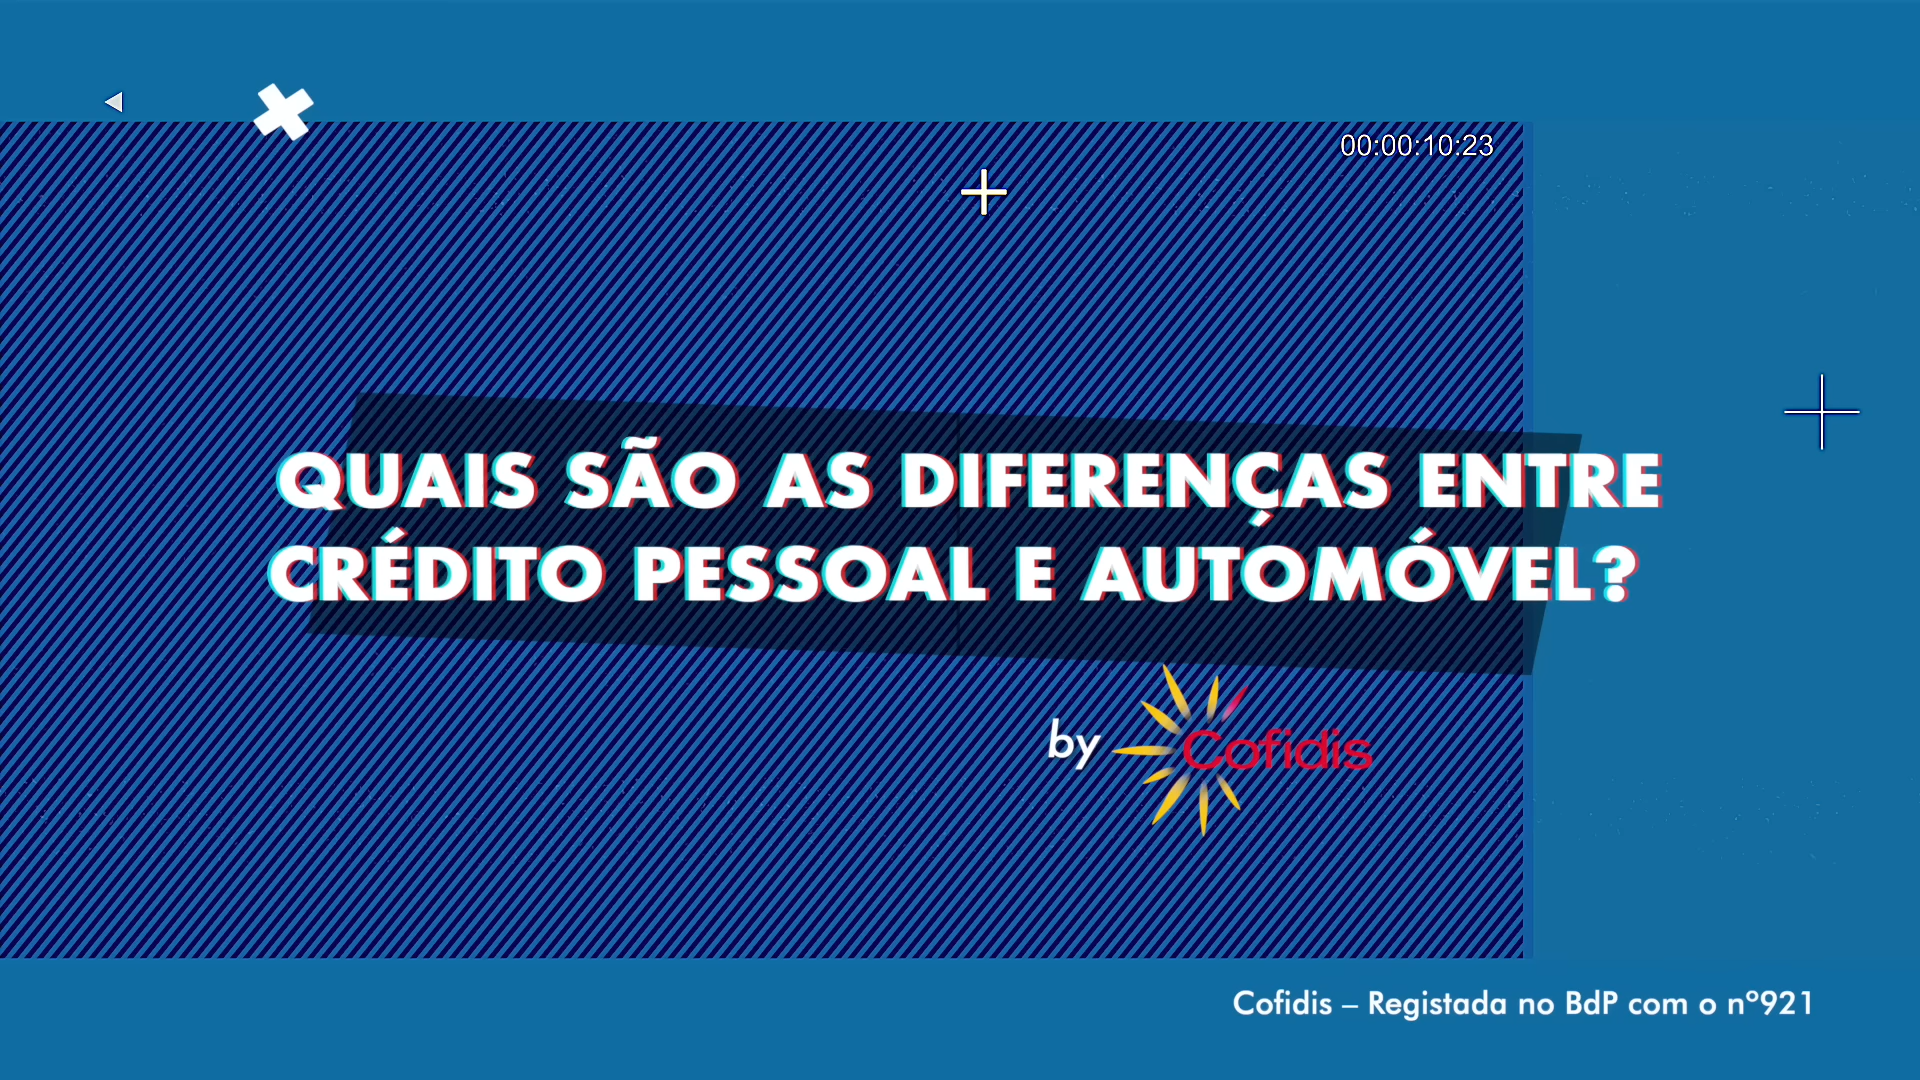 00:00:10:23
QUAIS SÃO AS DIFERENÇAS ENTRE
CRÉDITO PESSOAL E AUTOMÓVEL?
by Cofidis
Cofidis – Registada no BdP com o nº921